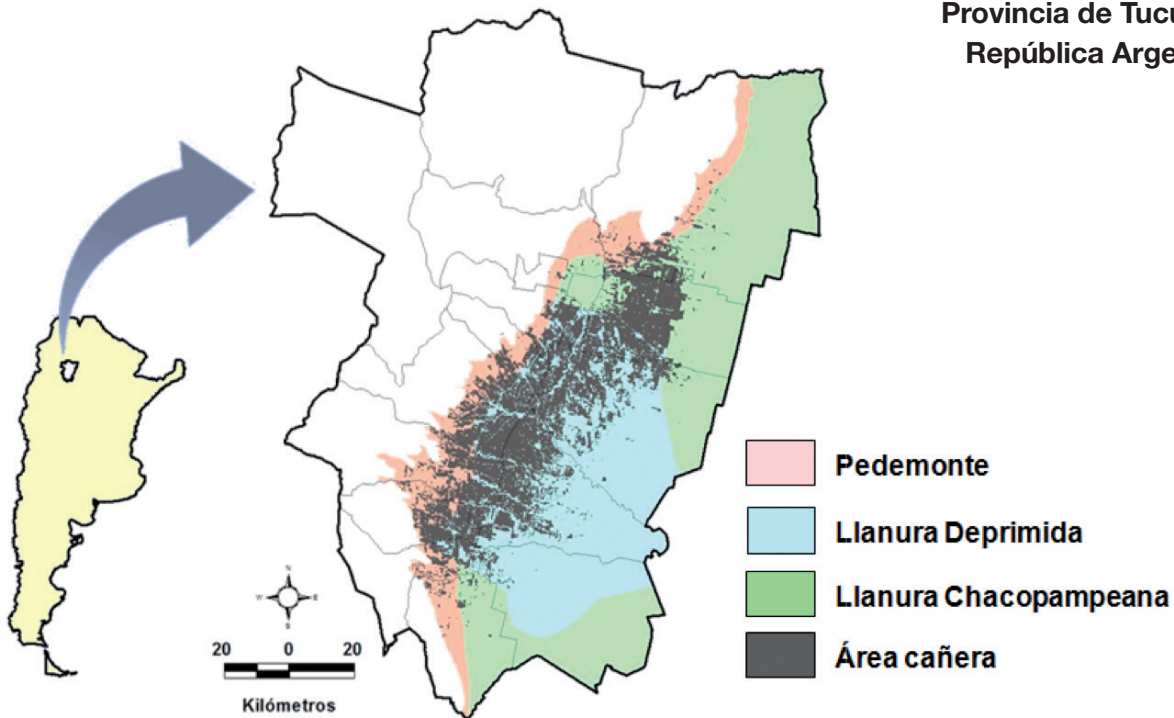 Provincia de Tucu
República Arge
Pedemonte
Llanura Deprimida
Llanura Chacopampeana
Área cañera
N
W E
S
20 0 20
Kilómetros